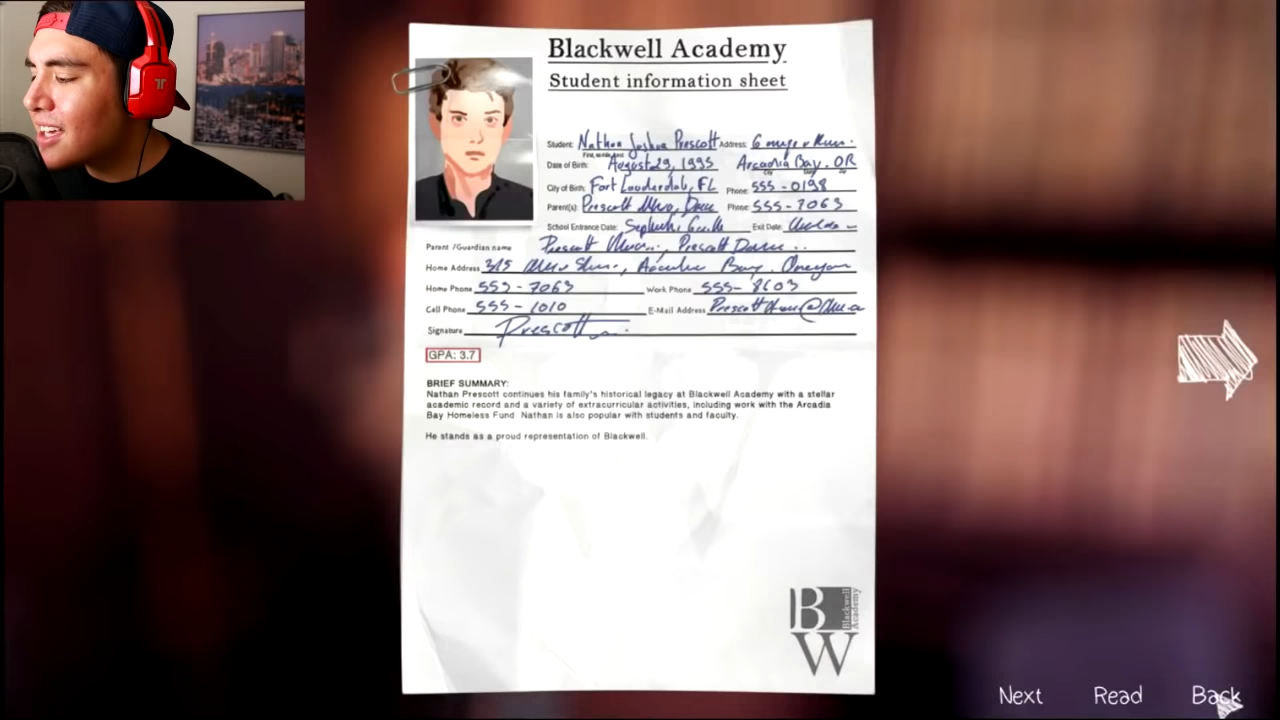 Blackwell Academy
Student information sheet
Student: Nathan Joshua Prescott Address:
First, middle, last
Date of Birth: August 29, 1995 Arcadia Bay, OR
City of Birth: Fort Lauderdale, FL Phone: 555-0198
Parent(s): Prescott Phone: 555-7063
School Entrance Date: Exit Date:
Parent /Guardian name Prescott Prescott
Home Address 315 Arcadia Bay, Oregon
Home Phone 555-7063 Work Phone 555-8603
Cell Phone 555-1010 E-Mail Address
Signature Prescott
GPA: 3.7
BRIEF SUMMARY:
Nathan Prescott continues his family's historical legacy at Blackwell Academy with a stellar
academic record and a variety of extracurricular activities, including work with the Arcadia
Bay Homeless Fund Nathan is also popular with students and faculty.
He stands as a proud representation of Blackwell.
B
Blackwell
Academy
W
Next Read Back